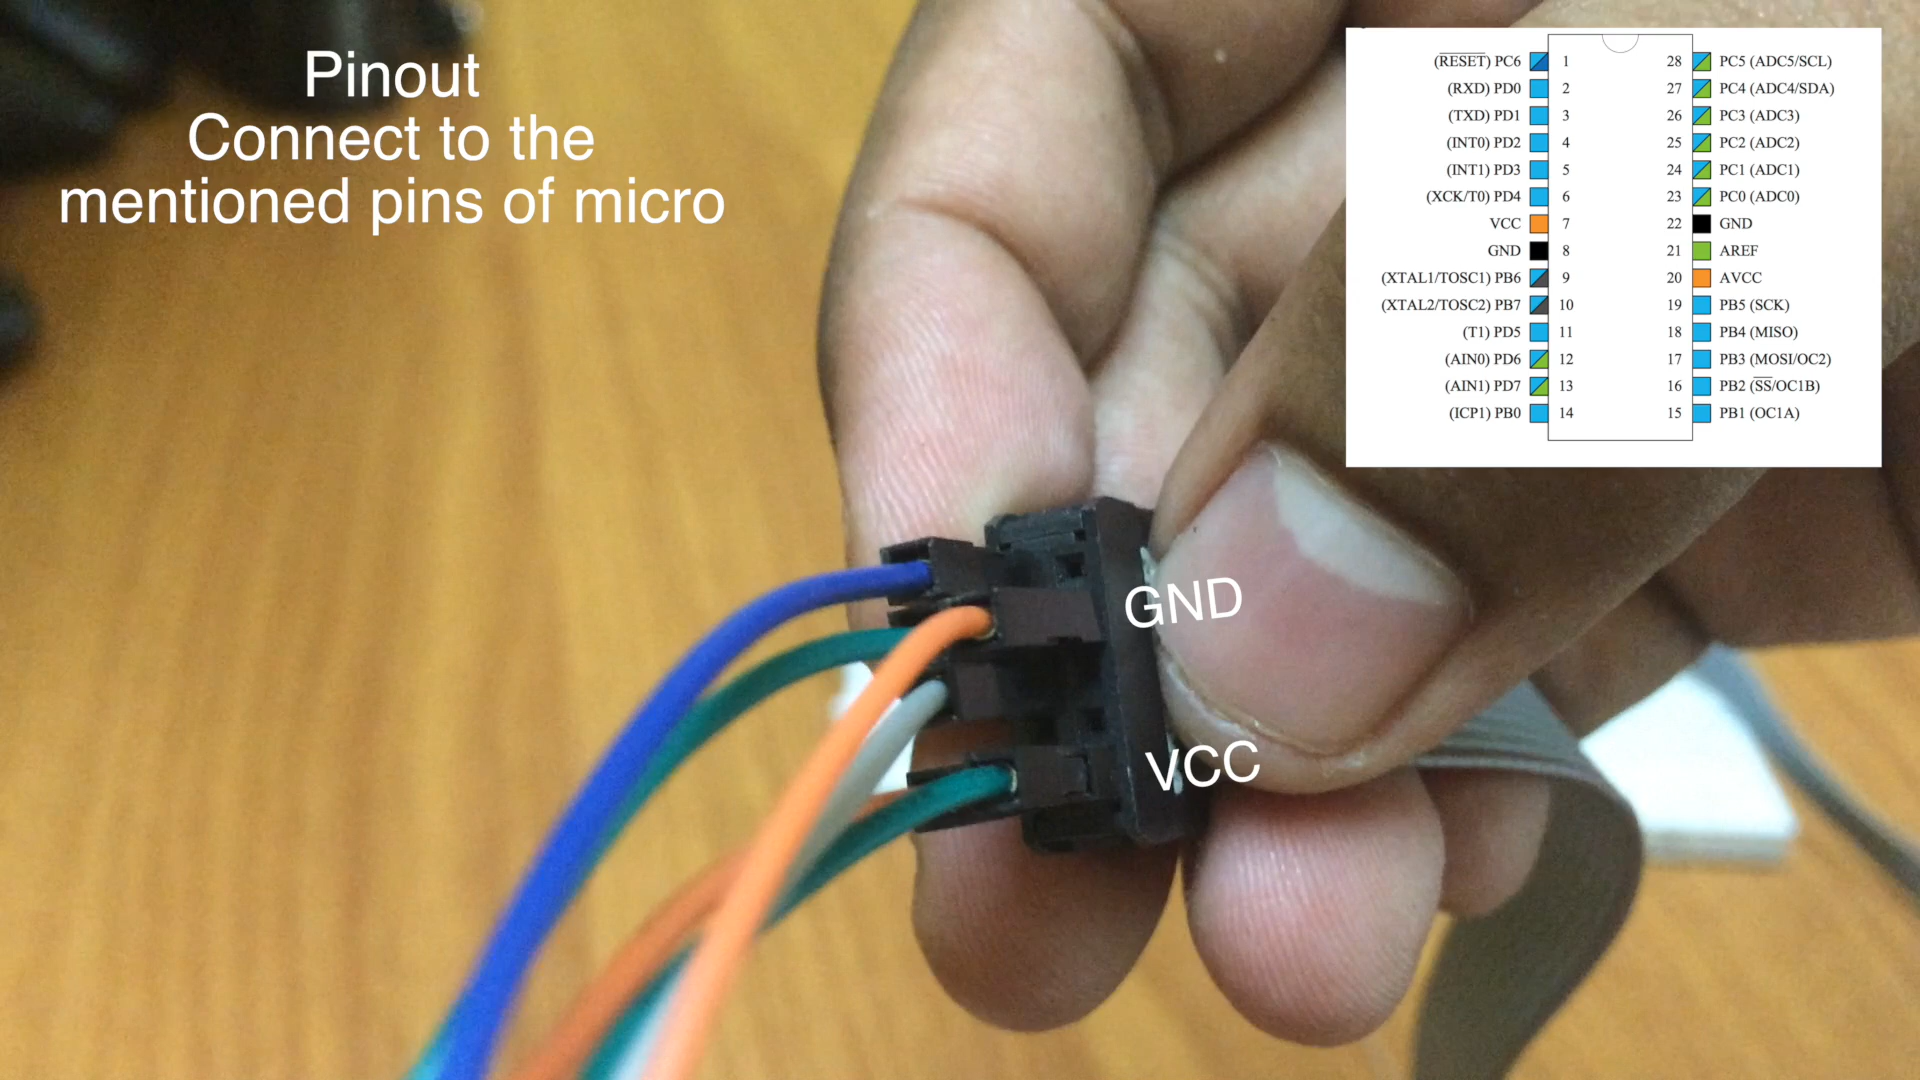 Pinout
Connect to the
mentioned pins of micro
(RESET) PC6 1 28 PC5 (ADC5/SCL)
(RXD) PD0 2 27 PC4 (ADC4/SDA)
(TXD) PD1 3 26 PC3 (ADC3)
(INT0) PD2 4 25 PC2 (ADC2)
(INT1) PD3 5 24 PC1 (ADC1)
(XCK/T0) PD4 6 23 PC0 (ADC0)
VCC 7 22 GND
GND 8 21 AREF
(XTAL1/TOSC1) PB6 9 20 AVCC
(XTAL2/TOSC2) PB7 10 19 PB5 (SCK)
(T1) PD5 11 18 PB4 (MISO)
(AIN0) PD6 12 17 PB3 (MOSI/OC2)
(AIN1) PD7 13 16 PB2 (SS/OC1B)
(ICP1) PB0 14 15 PB1 (OC1A)
GND
VCC